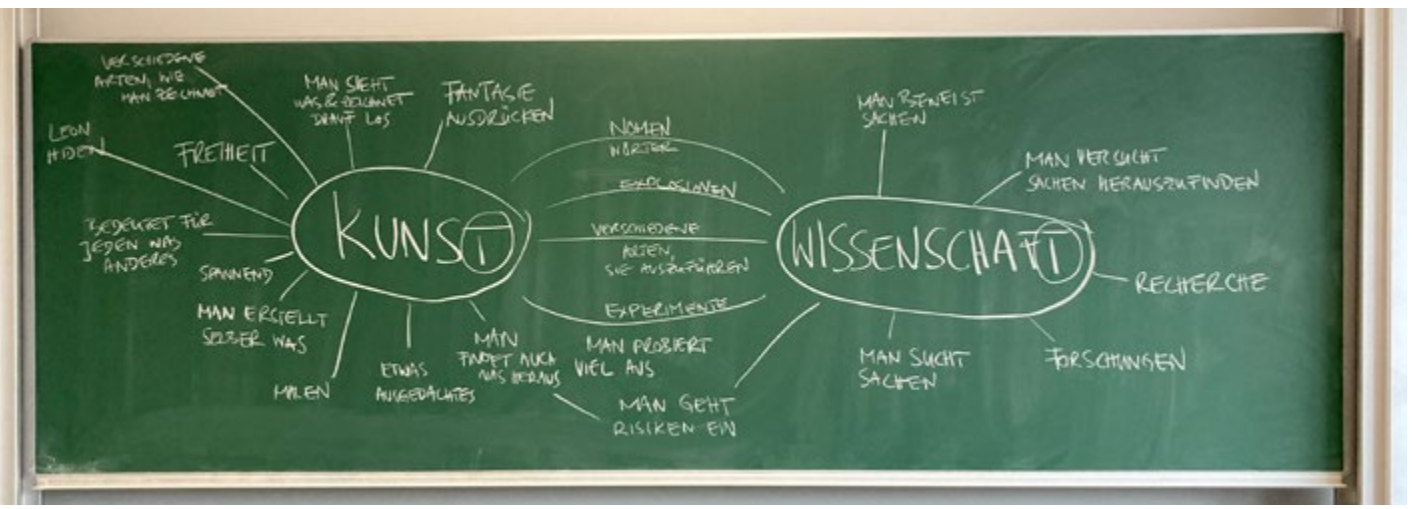 VERSCHIEDENE
ARTEN, WIE
MAN ZEICHNET
LEON
FREIHEIT
MAN SIEHT
WAS & ZEICHNET
DRAUF LOS
FANTASIE
AUSDRÜCKEN
BEDEUTET FÜR
JEDEN WAS
ANDERES
SPANNEND
MAN ERSTELLT
SELBER WAS
MALEN
ETWAS
AUSGEDACHTES
MAN
FINDET AUCH
WAS HERAUS
KUNST
NOMEN
WÖRTER
EXPLOSIONEN
VERSCHIEDENE
ARTEN,
SIE AUSZUFÜHREN
EXPERIMENTE
MAN PROBIERT
VIEL AUS
MAN GEHT
RISIKEN EIN
WISSENSCHAFT
MAN BEWEIST
SACHEN
MAN VERSUCHT
SACHEN HERAUSZUFINDEN
RECHERCHE
FORSCHUNGEN
MAN SUCHT
SACHEN